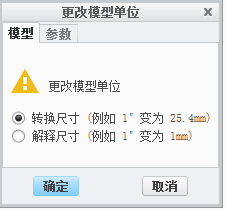 更改模型单位
模型 参数
更改模型单位
转换尺寸 (例如 1" 变为 25.4mm)
解释尺寸 (例如 1" 变为 1mm)
确定 取消